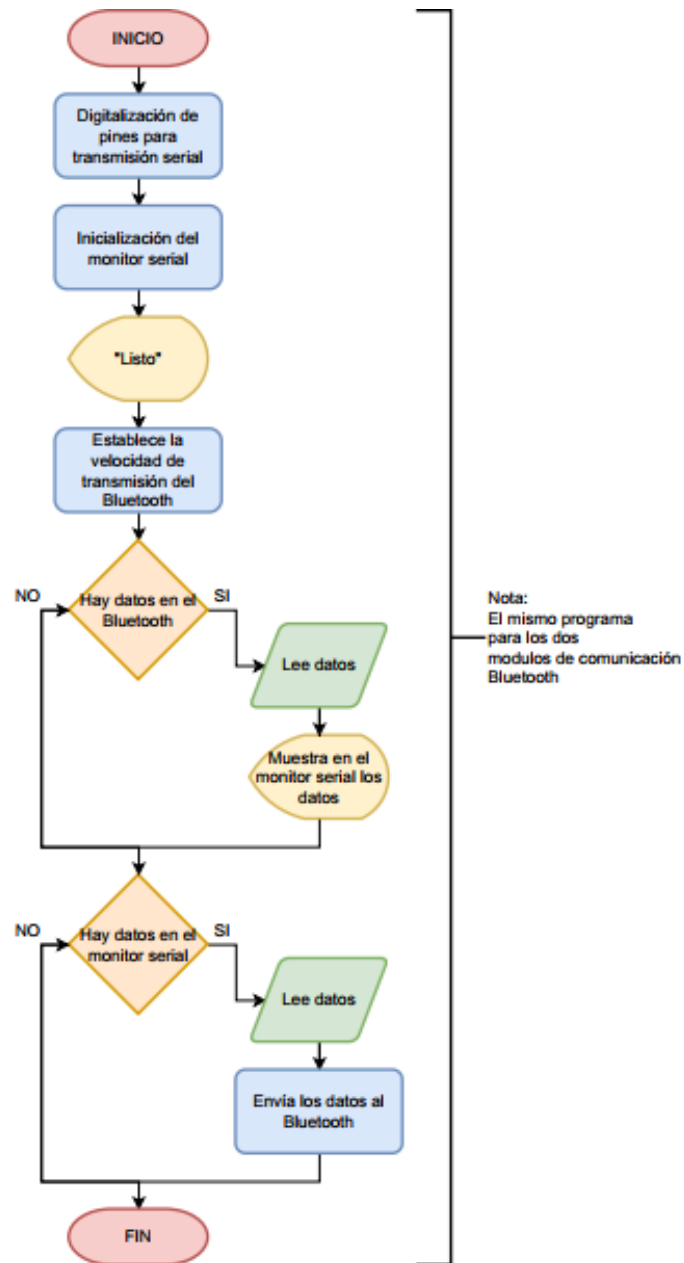 INICIO
Digitalización de
pines para
transmisión serial
Inicialización del
monitor serial
"Listo"
Establece la
velocidad de
transmisión del
Bluetooth
NO
Hay datos en el
Bluetooth
SI
Lee datos
Muestra en el
monitor serial los
datos
NO
Hay datos en el
monitor serial
SI
Lee datos
Envía los datos al
Bluetooth
FIN
Nota:
El mismo programa
para los dos
modulos de comunicación
Bluetooth